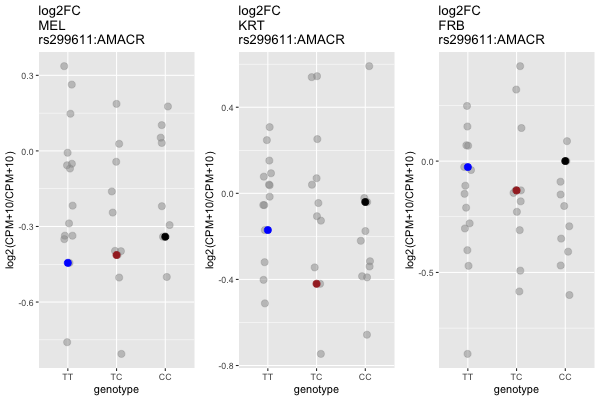 log2FC
MEL
rs299611:AMACR
log2(CPM+10/CPM+10)
0.3
0.0
-0.3
-0.6
TT
TC
CC
genotype
log2FC
KRT
rs299611:AMACR
log2(CPM+10/CPM+10)
0.4
0.0
-0.4
-0.8
TT
TC
CC
genotype
log2FC
FRB
rs299611:AMACR
log2(CPM+10/CPM+10)
0.0
-0.5
TT
TC
CC
genotype